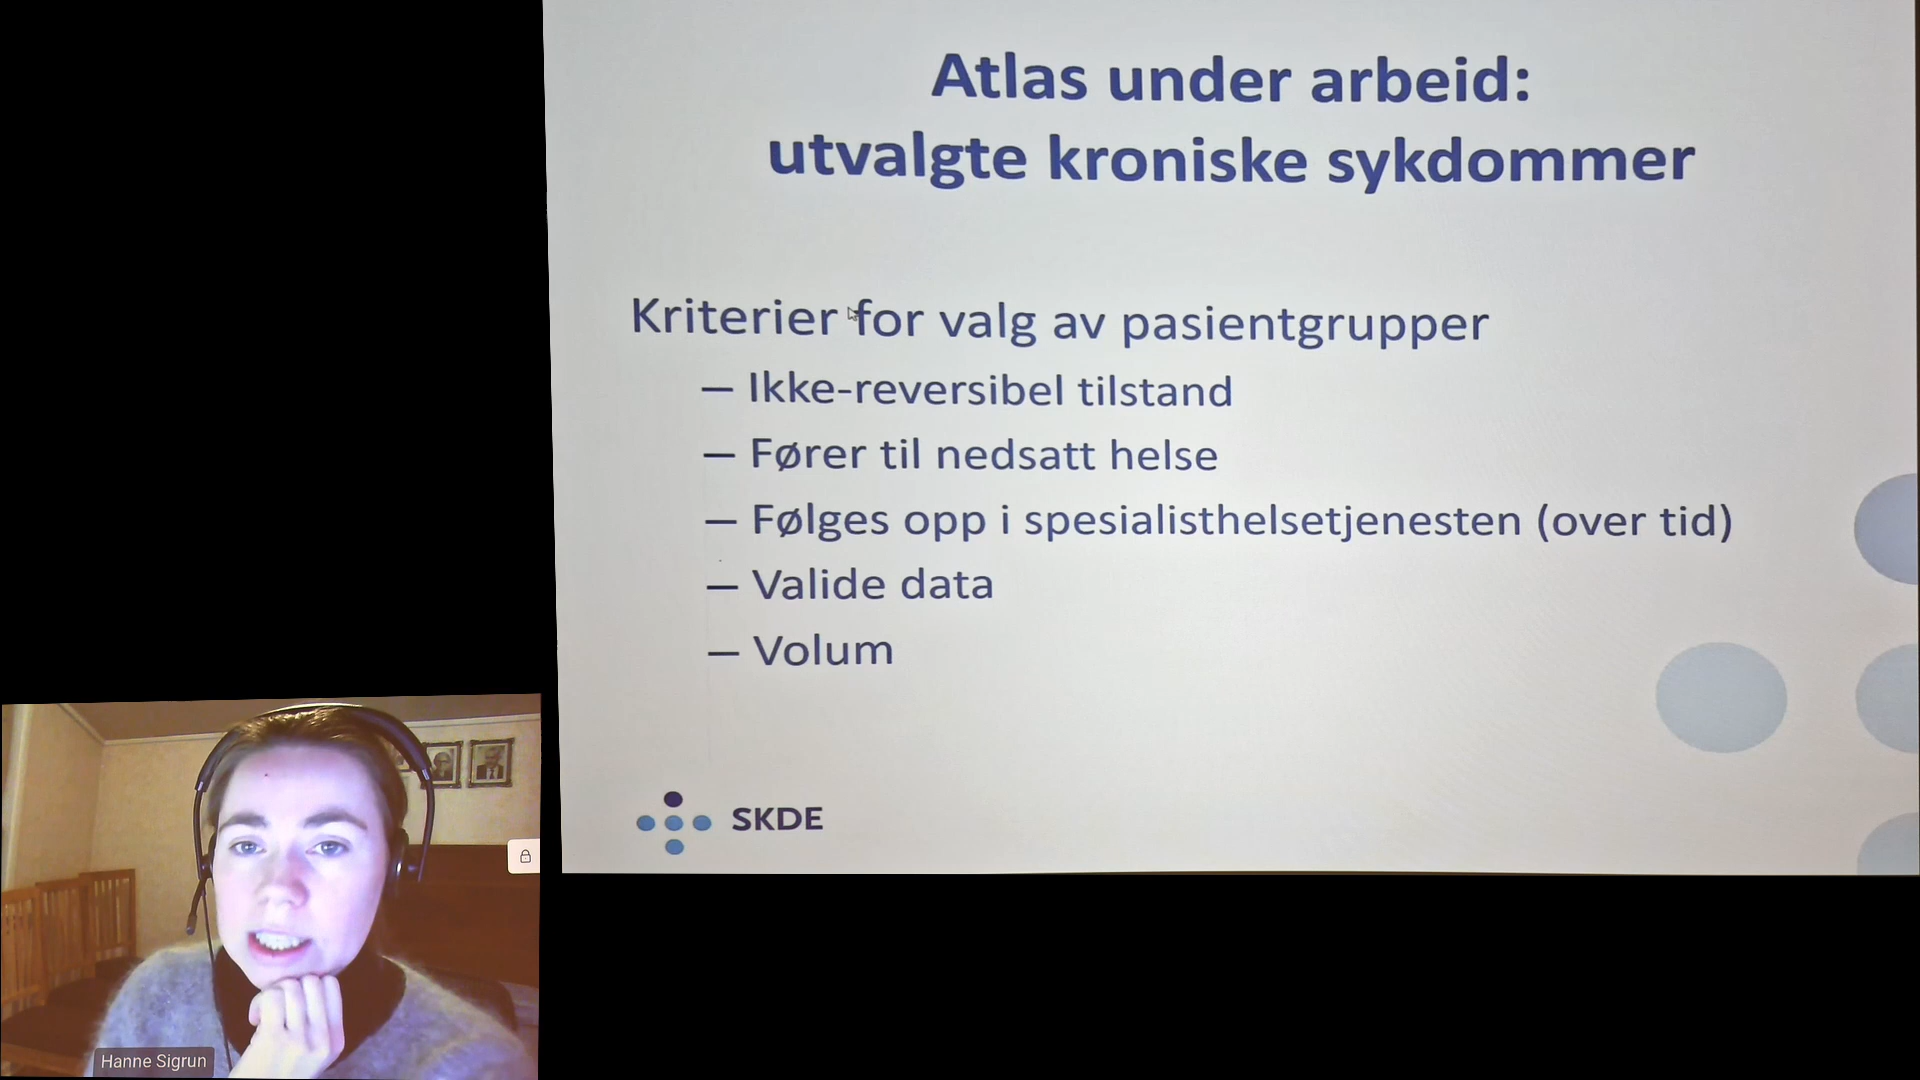 Atlas under arbeid:
utvalgte kroniske sykdommer
Kriterier for valg av pasientgrupper
— Ikke-reversibel tilstand
— Fører til nedsatt helse
— Følges opp i spesialisthelsetjenesten (over tid)
— Valide data
— Volum
SKDE
Hanne Sigrun